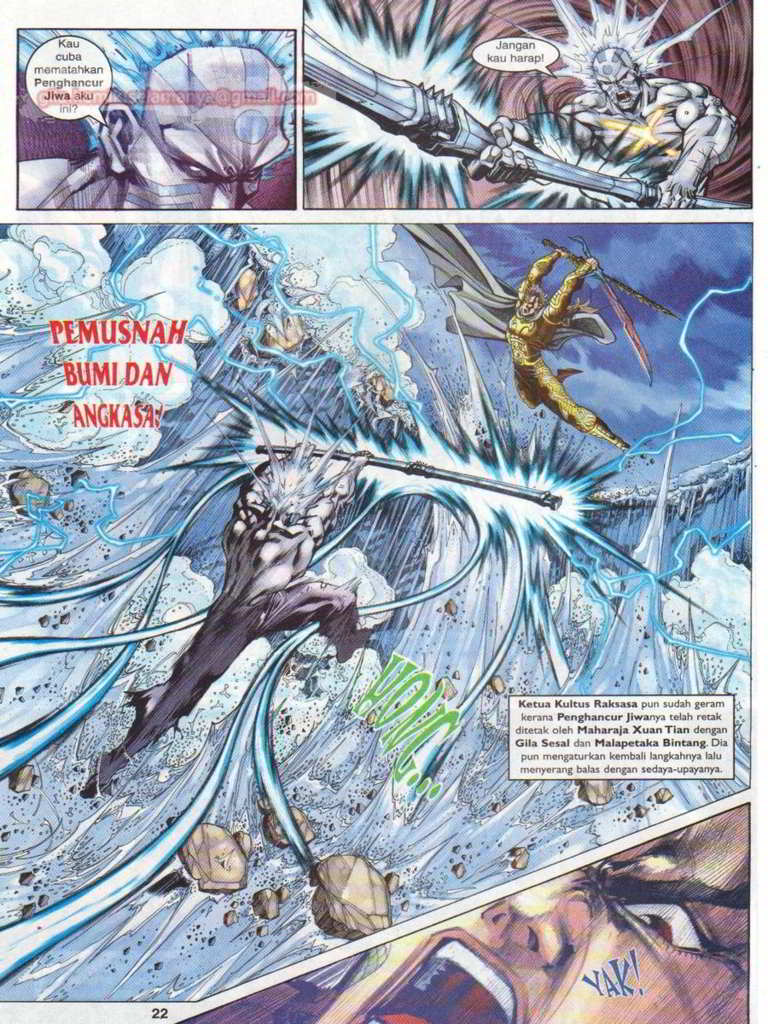 Kau
cuba
mematahkan
Penghancur
Jiwa aku
ini?
Jangan
kau harap!
PEMUSNAH
BUMI DAN
ANGKASA!
HONG...
Ketua Kultus Raksasa pun sudah geram
kerana Penghancur Jiwanya telah retak
ditetak oleh Maharaja Xuan Tian dengan
Gila Sesal dan Malapetaka Bintang. Dia
pun mengaturkan kembali langkahnya lalu
menyerang balas dengan sedaya-upayanya.
YAK!
22